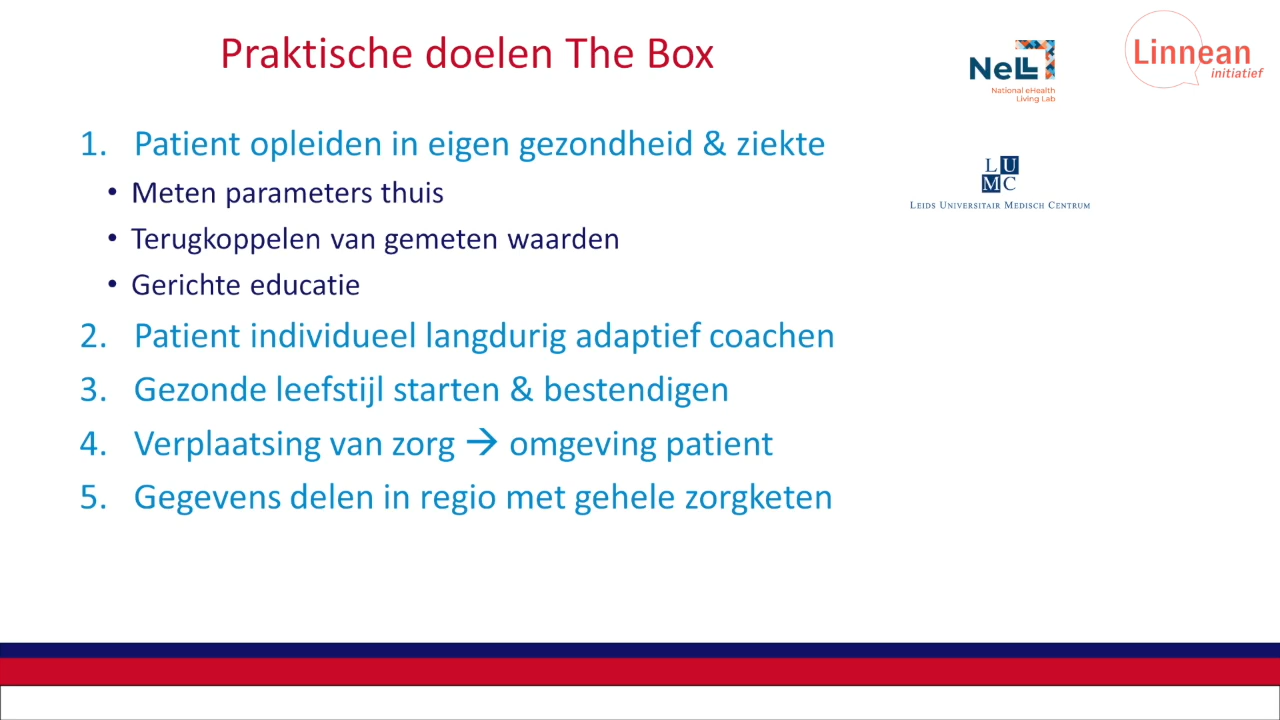 Praktische doelen The Box
NeLL
National eHealth
Living Lab
Linnean
initiatief
1. Patient opleiden in eigen gezondheid & ziekte
• Meten parameters thuis
• Terugkoppelen van gemeten waarden
• Gerichte educatie
2. Patient individueel langdurig adaptief coachen
3. Gezonde leefstijl starten & bestendigen
4. Verplaatsing van zorg → omgeving patient
5. Gegevens delen in regio met gehele zorgketen
LU
MC
LEIDS UNIVERSITAIR MEDISCH CENTRUM